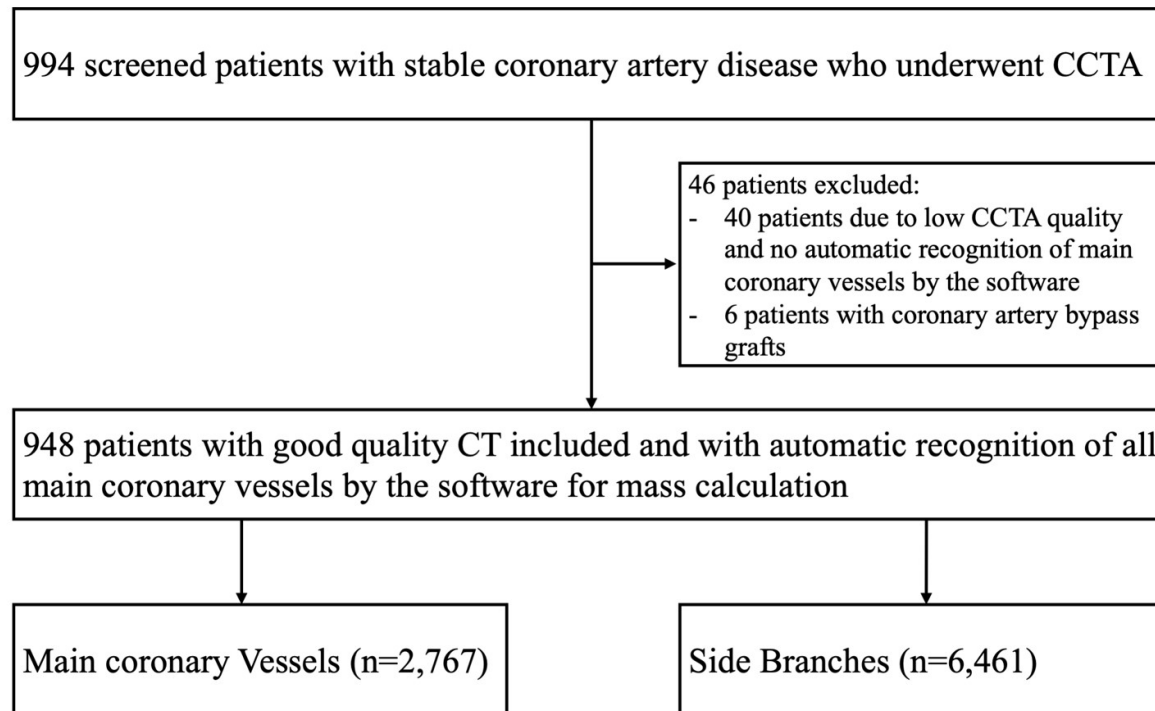 994 screened patients with stable coronary artery disease who underwent CCTA
46 patients excluded:
- 40 patients due to low CCTA quality
and no automatic recognition of main
coronary vessels by the software
- 6 patients with coronary artery bypass
grafts
948 patients with good quality CT included and with automatic recognition of all
main coronary vessels by the software for mass calculation
Main coronary Vessels (n=2,767)
Side Branches (n=6,461)